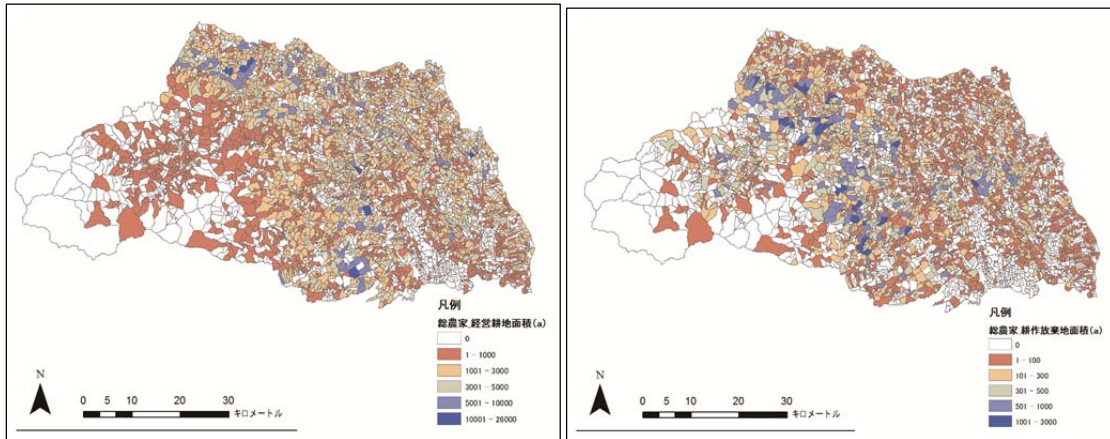 凡例
総農家_経営耕地面積(a)
0
1 - 1000
1001 - 3000
3001 - 5000
5001 - 10000
10001 - 26000
N
0 5 10 20 30
キロメートル
凡例
総農家_耕作放棄地面積(a)
0
1 - 100
101 - 300
301 - 500
501 - 1000
1001 - 3000
N
0 5 10 20 30
キロメートル